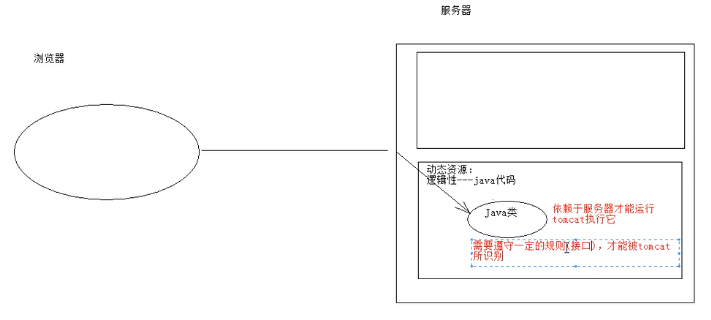 服务器
浏览器
动态资源：
逻辑性---java代码
Java类
依赖于服务器才能运行
tomcat执行它
需要遵守一定的规则(接口)，才能被tomcat
所识别